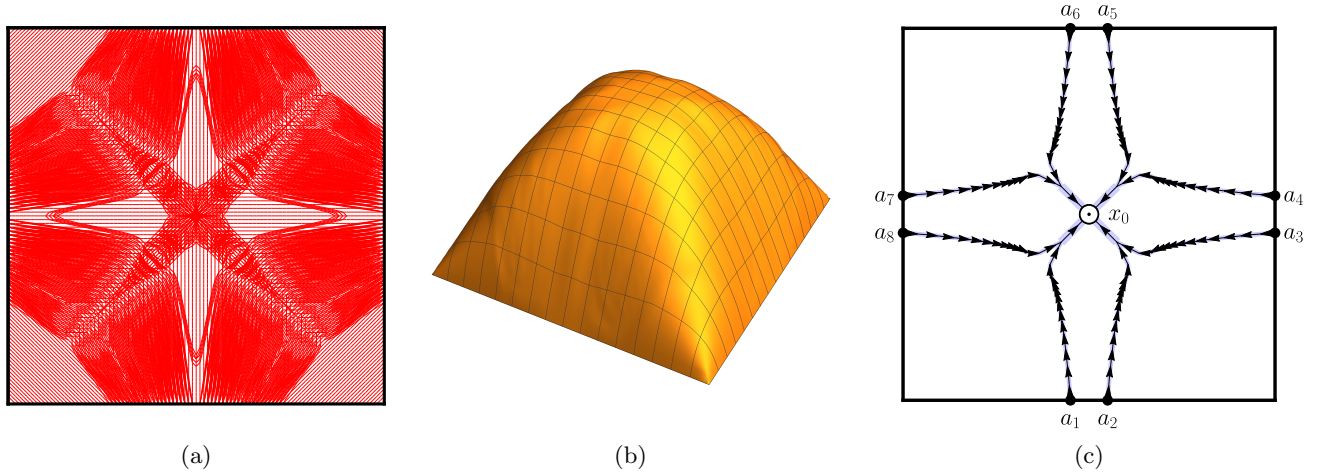 a₆ a₅
a₇
a₈
x₀
a₄
a₃
a₁ a₂
(a) (b) (c)